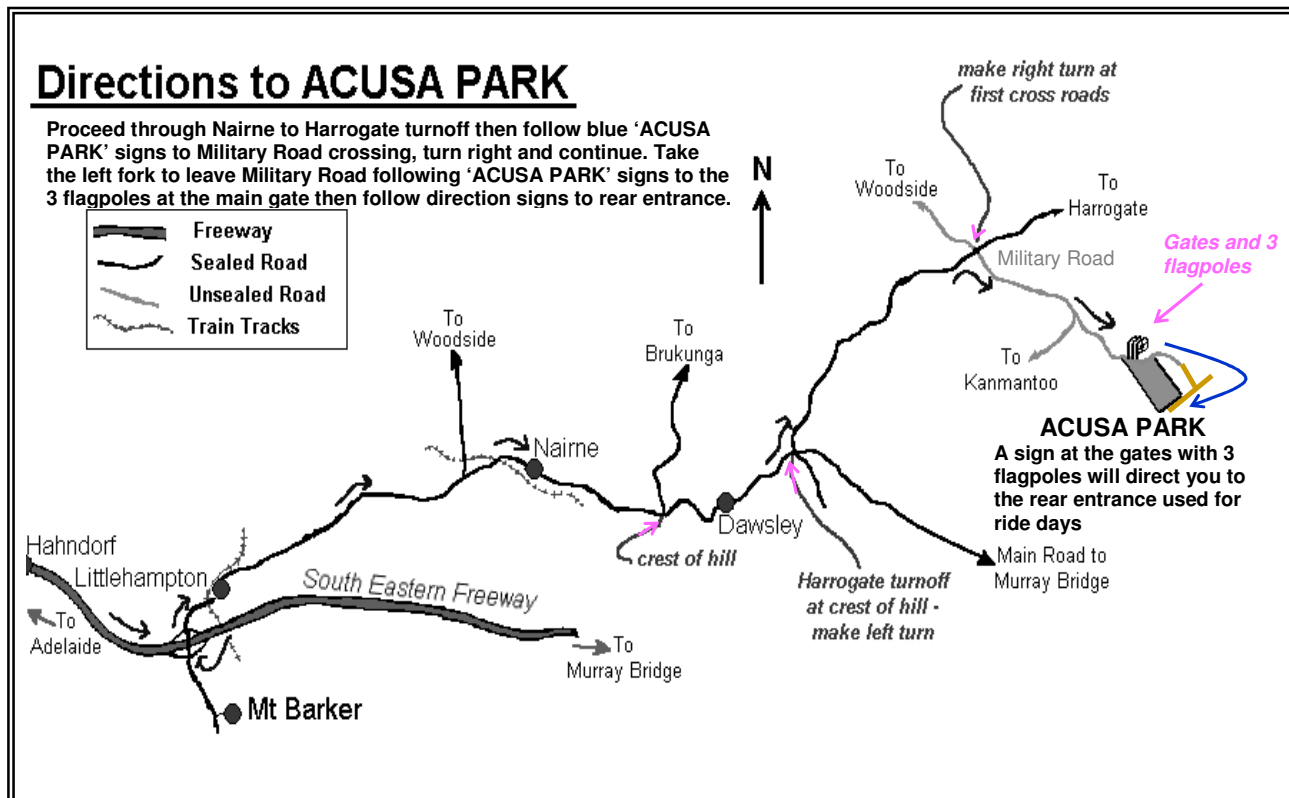 Directions to ACUSA PARK
Proceed through Nairne to Harrogate turnoff then follow blue ‘ACUSA
PARK’ signs to Military Road crossing, turn right and continue. Take
the left fork to leave Military Road following ‘ACUSA PARK’ signs to the
3 flagpoles at the main gate then follow direction signs to rear entrance.
Freeway
Sealed Road
Unsealed Road
Train Tracks
make right turn at
first cross roads
N
To
Woodside
To
Harrogate
Military Road
Gates and 3
flagpoles
To
Kanmantoo
ACUSA PARK
A sign at the gates with 3
flagpoles will direct you to
the rear entrance used for
ride days
To
Woodside
To
Brukunga
Nairne
Dawsley
crest of hill
Harrogate turnoff
at crest of hill -
make left turn
Main Road to
Murray Bridge
Hahndorf
Littlehampton
South Eastern Freeway
To
Adelaide
To
Murray Bridge
Mt Barker